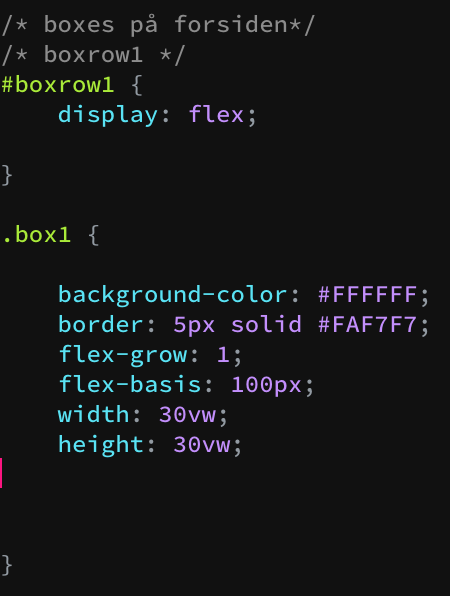 /* boxes på forsiden*/
/* boxrow1 */
#boxrow1 {
    display: flex;
}
.box1 {
    background-color: #FFFFFF;
    border: 5px solid #FAF7F7;
    flex-grow: 1;
    flex-basis: 100px;
    width: 30vw;
    height: 30vw;
}